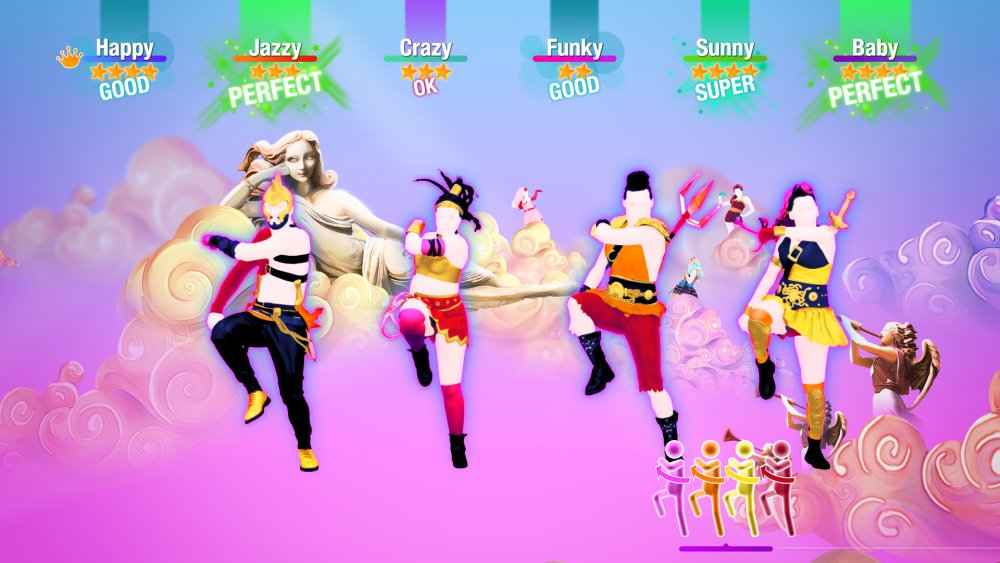 Happy
GOOD
Jazzy
PERFECT
Crazy
OK
Funky
GOOD
Sunny
SUPER
Baby
PERFECT